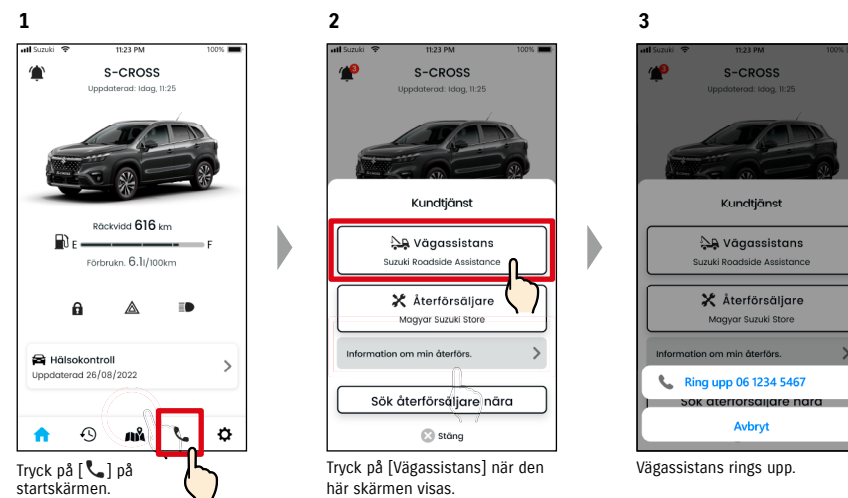 1
Suzuki 11:23 PM 100%
S-CROSS
Uppdaterad: Idag, 11:25
Räckvidd 616 km
E F
Förbrukn. 6.1l/100km
Hälsokontroll
Uppdaterad 26/08/2022
Tryck på [ ] på
startskärmen.
2
Suzuki 11:23 PM 100%
3
S-CROSS
Uppdaterad: Idag, 11:25
Kundtjänst
Vägassistans
Suzuki Roadside Assistance
Återförsäljare
Magyar Suzuki Store
Information om min återförs.
Sök återförsäljare nära
Stäng
Tryck på [Vägassistans] när den
här skärmen visas.
3
Suzuki 11:23 PM 100%
3
S-CROSS
Uppdaterad: Idag, 11:25
Kundtjänst
Vägassistans
Suzuki Roadside Assistance
Återförsäljare
Magyar Suzuki Store
Information om min återförs.
Ring upp 06 1234 5467
Sök återförsäljare nära
Avbryt
Vägassistans rings upp.